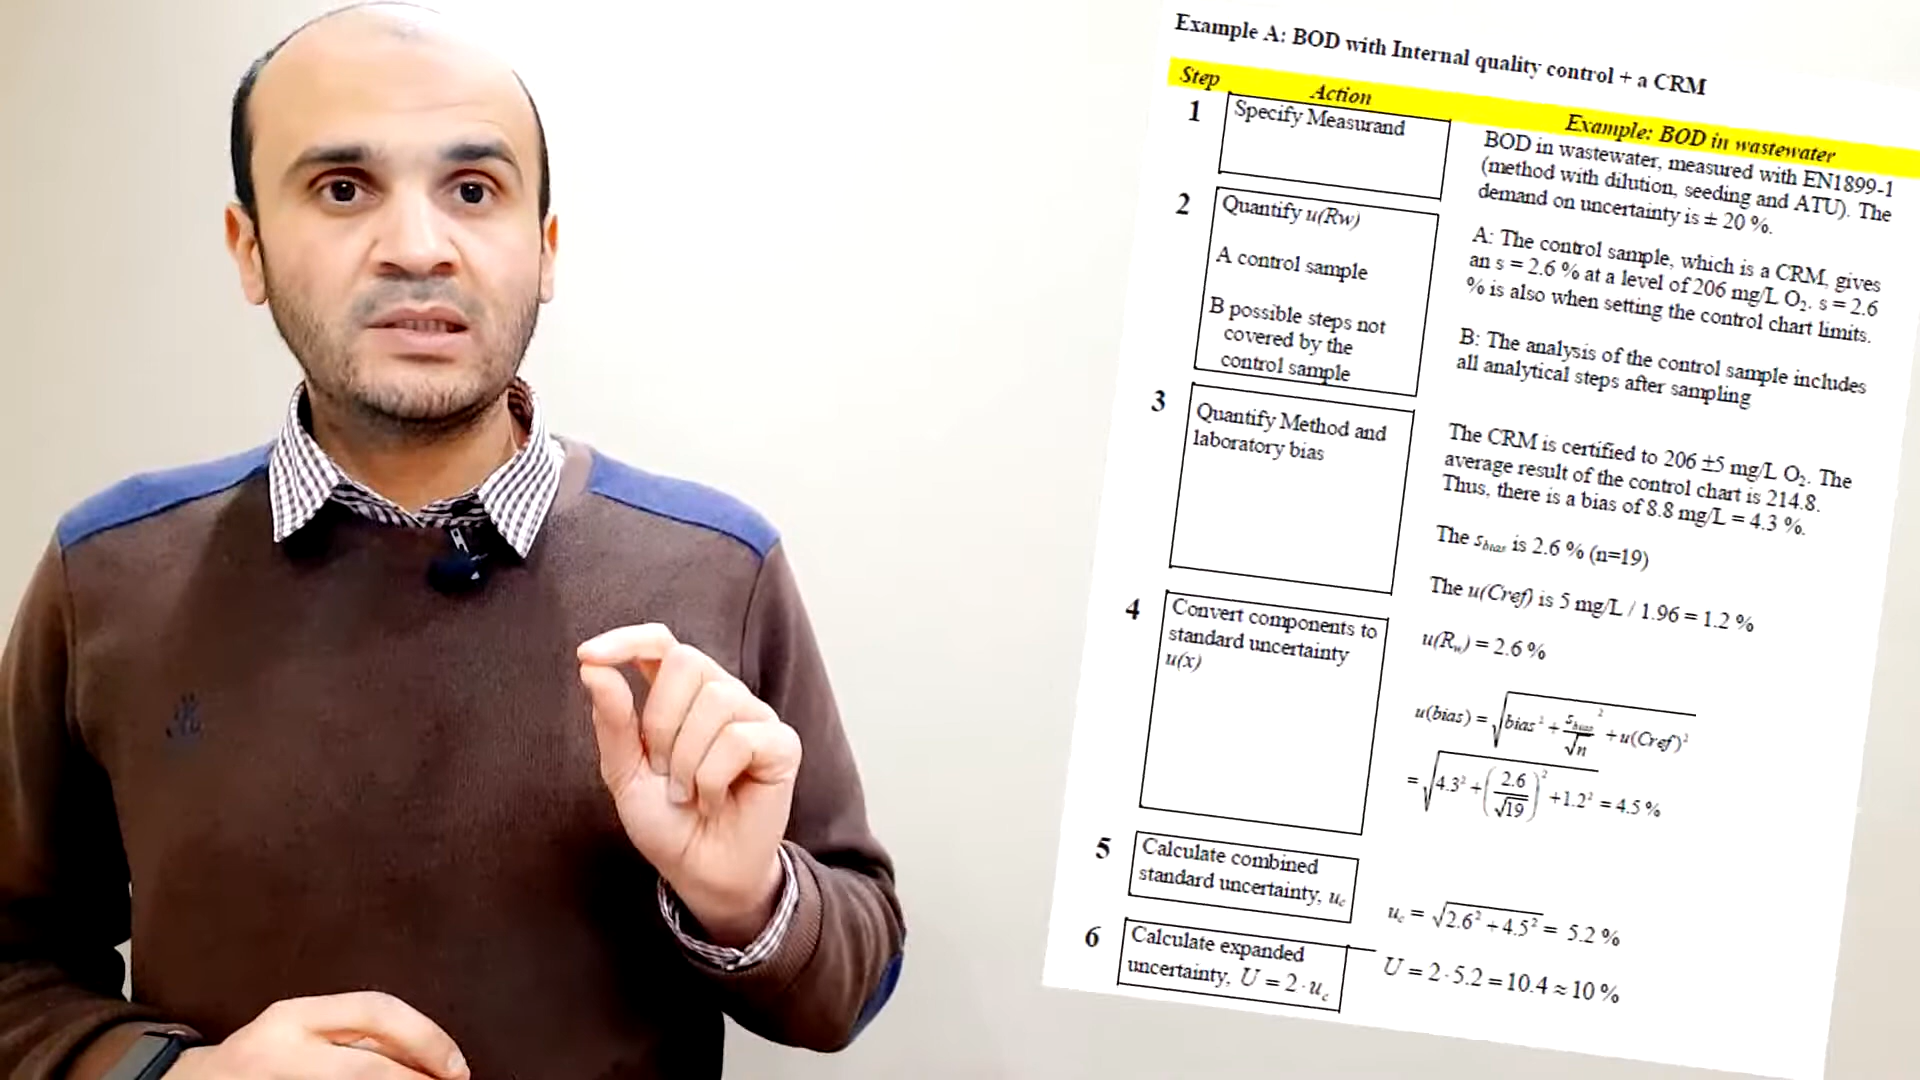 Example A: BOD with Internal quality control + a CRM
Step Action Example: BOD in wastewater
1 Specify Measurand
BOD in wastewater, measured with EN1899-1
(method with dilution, seeding and ATU). The
demand on uncertainty is ± 20 %.
2 Quantify u(Rw)
A control sample
B possible steps not
covered by the
control sample
A: The control sample, which is a CRM, gives
an s = 2.6 % at a level of 206 mg/L O₂. s = 2.6
% is also when setting the control chart limits.
B: The analysis of the control sample includes
all analytical steps after sampling
3 Quantify Method and
laboratory bias
The CRM is certified to 206 ±5 mg/L O₂. The
average result of the control chart is 214.8.
Thus, there is a bias of 8.8 mg/L = 4.3 %.
The s_bias is 2.6 % (n=19)
The u(Cref) is 5 mg/L / 1.96 = 1.2 %
4 Convert components to
standard uncertainty
u(x)
u(R_w) = 2.6 %
u(bias) = √(bias² + (s_bias/√n)² + u(Cref)²)
= √(4.3² + (2.6/√19)² + 1.2²) = 4.5 %
5 Calculate combined
standard uncertainty, u_c
u_c = √(2.6² + 4.5²) = 5.2 %
6 Calculate expanded
uncertainty, U = 2 · u_c
U = 2 · 5.2 = 10.4 ≈ 10 %